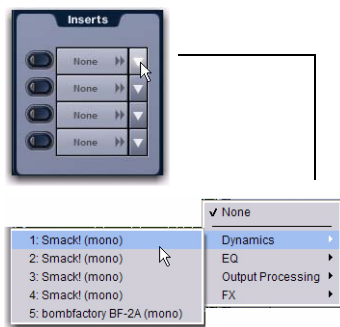 Inserts
None
None
None
None
✓ None
Dynamics
EQ
Output Processing
FX
1: Smack! (mono)
2: Smack! (mono)
3: Smack! (mono)
4: Smack! (mono)
5: bombfactory BF-2A (mono)